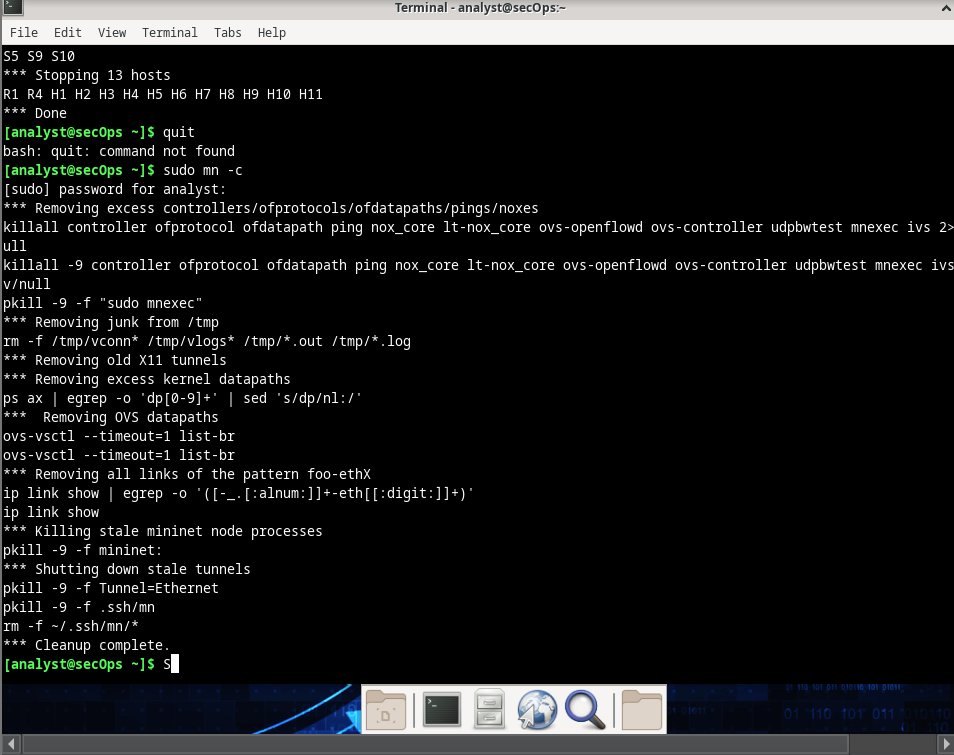 Terminal - analyst@secOps:~
File Edit View Terminal Tabs Help
S5 S9 S10
*** Stopping 13 hosts
R1 R4 H1 H2 H3 H4 H5 H6 H7 H8 H9 H10 H11
*** Done
[analyst@secOps ~]$ quit
bash: quit: command not found
[analyst@secOps ~]$ sudo mn -c
[sudo] password for analyst:
*** Removing excess controllers/ofprotocols/ofdatapaths/pings/noxes
killall controller ofprotocol ofdatapath ping nox_core lt-nox_core ovs-openflowd ovs-controller udpbwtest mnexec ivs 2>
ull
killall -9 controller ofprotocol ofdatapath ping nox_core lt-nox_core ovs-openflowd ovs-controller udpbwtest mnexec ivs
v/null
pkill -9 -f "sudo mnexec"
*** Removing junk from /tmp
rm -f /tmp/vconn* /tmp/vlogs* /tmp/*.out /tmp/*.log
*** Removing old X11 tunnels
*** Removing excess kernel datapaths
ps ax | egrep -o 'dp[0-9]+' | sed 's/dp/nl:/'
***  Removing OVS datapaths
ovs-vsctl --timeout=1 list-br
ovs-vsctl --timeout=1 list-br
*** Removing all links of the pattern foo-ethX
ip link show | egrep -o '([-_.[:alnum:]]+-eth[[:digit:]]+)'
ip link show
*** Killing stale mininet node processes
pkill -9 -f mininet:
*** Shutting down stale tunnels
pkill -9 -f Tunnel=Ethernet
pkill -9 -f .ssh/mn
rm -f ~/.ssh/mn/*
*** Cleanup complete.
[analyst@secOps ~]$ S